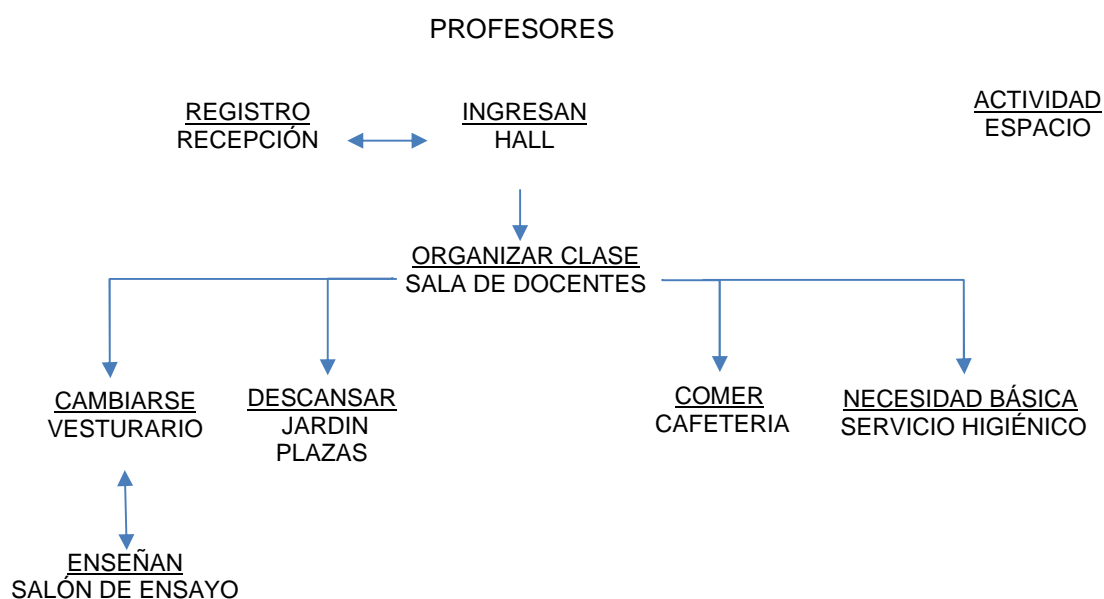 PROFESORES
REGISTRO
RECEPCIÓN
INGRESAN
HALL
ACTIVIDAD
ESPACIO
ORGANIZAR CLASE
SALA DE DOCENTES
CAMBIARSE
VESTURARIO
DESCANSAR
JARDIN
PLAZAS
COMER
CAFETERIA
NECESIDAD BÁSICA
SERVICIO HIGIÉNICO
ENSEÑAN
SALÓN DE ENSAYO